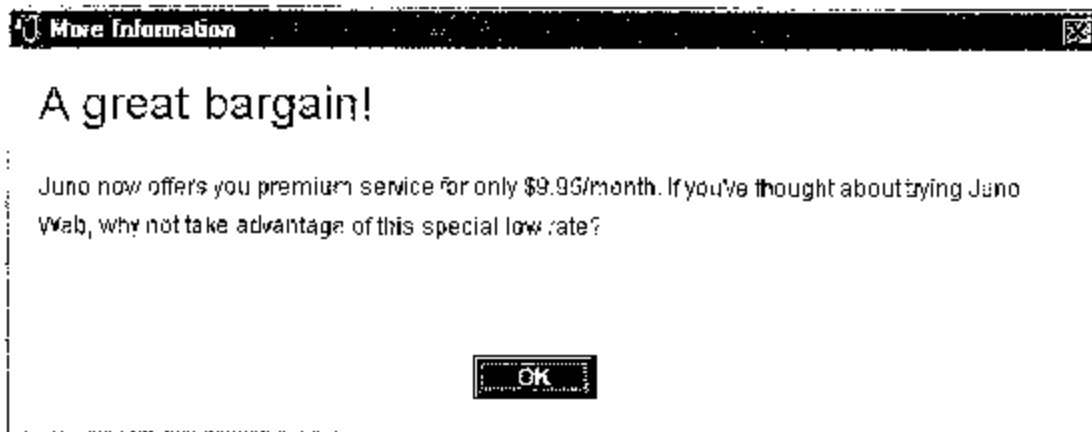 More Information
A great bargain!
Juno now offers you premium service for only $9.95/month. If you've thought about trying Juno
Web, why not take advantage of this special low rate?
OK